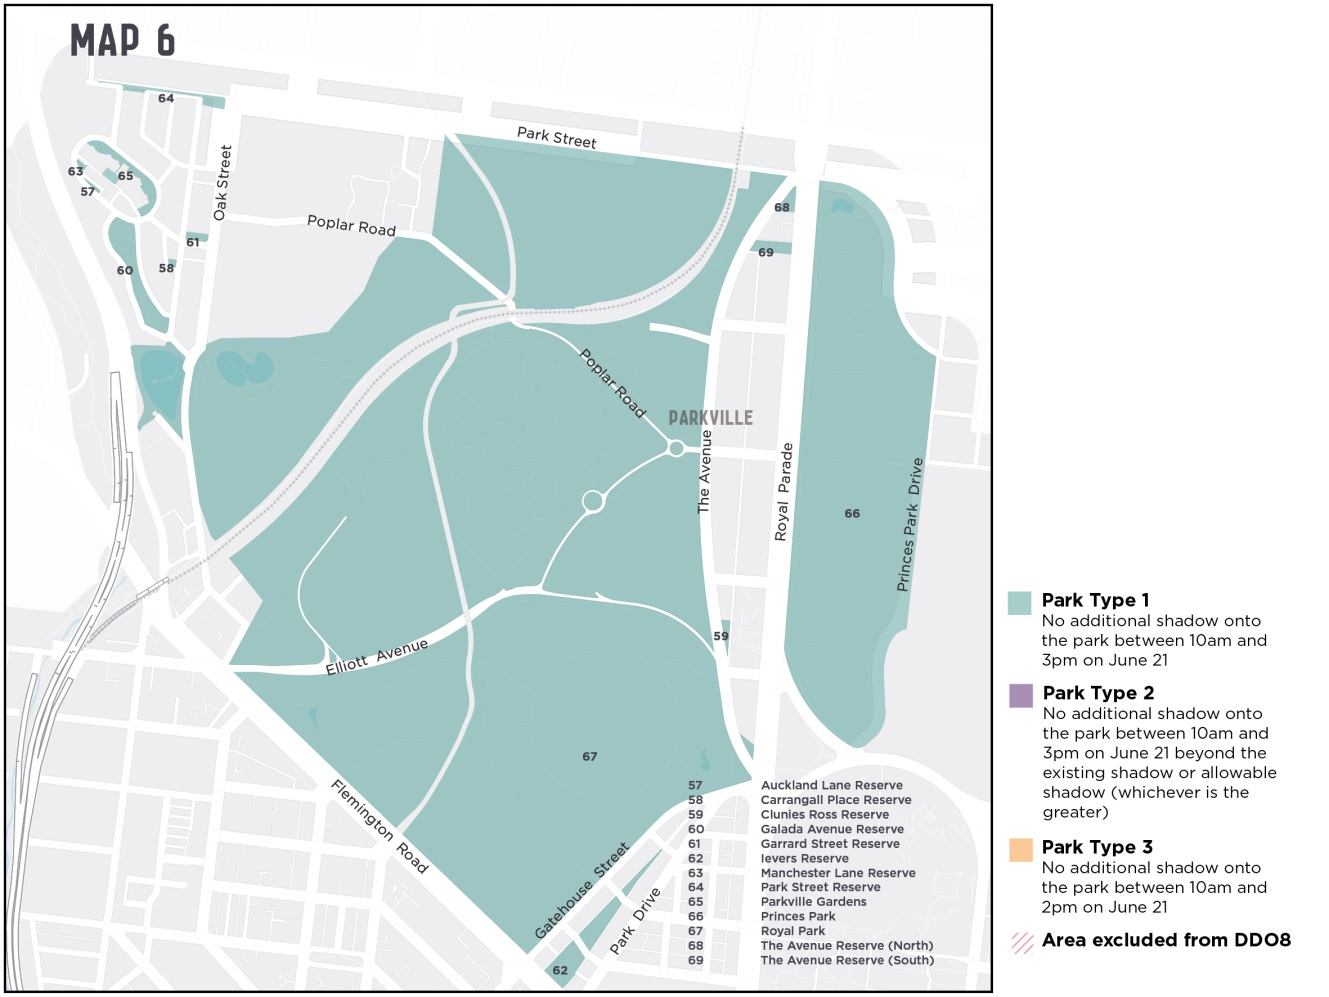 MAP 6
64
Park Street
63
65
57
Oak Street
68
Poplar Road
61
69
60
58
Poplar Road
PARKVILLE
The Avenue
Royal Parade
Princes Park Drive
66
59
Elliott Avenue
67
Flemington Road
Gatehouse Street
Park Drive
62
57 Auckland Lane Reserve
58 Carrangall Place Reserve
59 Clunies Ross Reserve
60 Galada Avenue Reserve
61 Garrard Street Reserve
62 Ievers Reserve
63 Manchester Lane Reserve
64 Park Street Reserve
65 Parkville Gardens
66 Princes Park
67 Royal Park
68 The Avenue Reserve (North)
69 The Avenue Reserve (South)
Park Type 1
No additional shadow onto
the park between 10am and
3pm on June 21
Park Type 2
No additional shadow onto
the park between 10am and
3pm on June 21 beyond the
existing shadow or allowable
shadow (whichever is the
greater)
Park Type 3
No additional shadow onto
the park between 10am and
2pm on June 21
Area excluded from DDO8